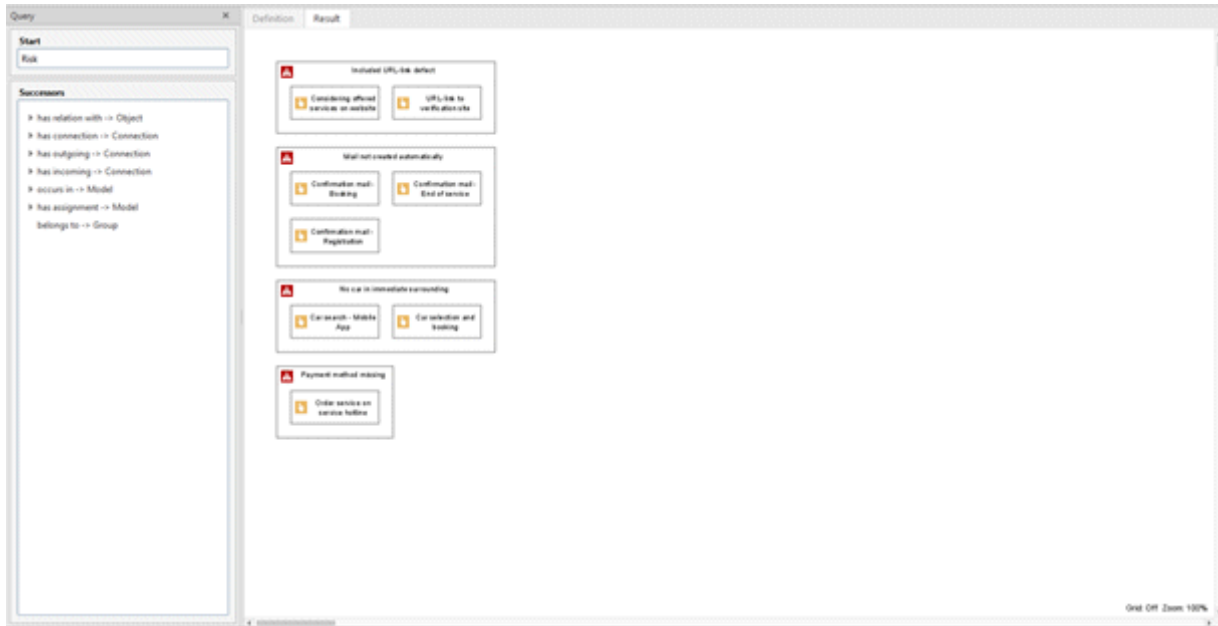 Query
Definition
Result
Start
Risk
Successors
has relation with -> Object
has connection -> Connection
has outgoing -> Connection
has incoming -> Connection
occurs in -> Model
has assignment -> Model
belongs to -> Group
Included URL-link defect
Considering offered
services on website
URL-link to
verification site
Mail not created automatically
Confirmation mail -
Booking
Confirmation mail -
End of service
Confirmation mail -
Registration
No car in immediate surrounding
Car search - Mobile
App
Car selection and
booking
Payment method missing
Order service on
service hotline
Grid: Off Zoom: 100%